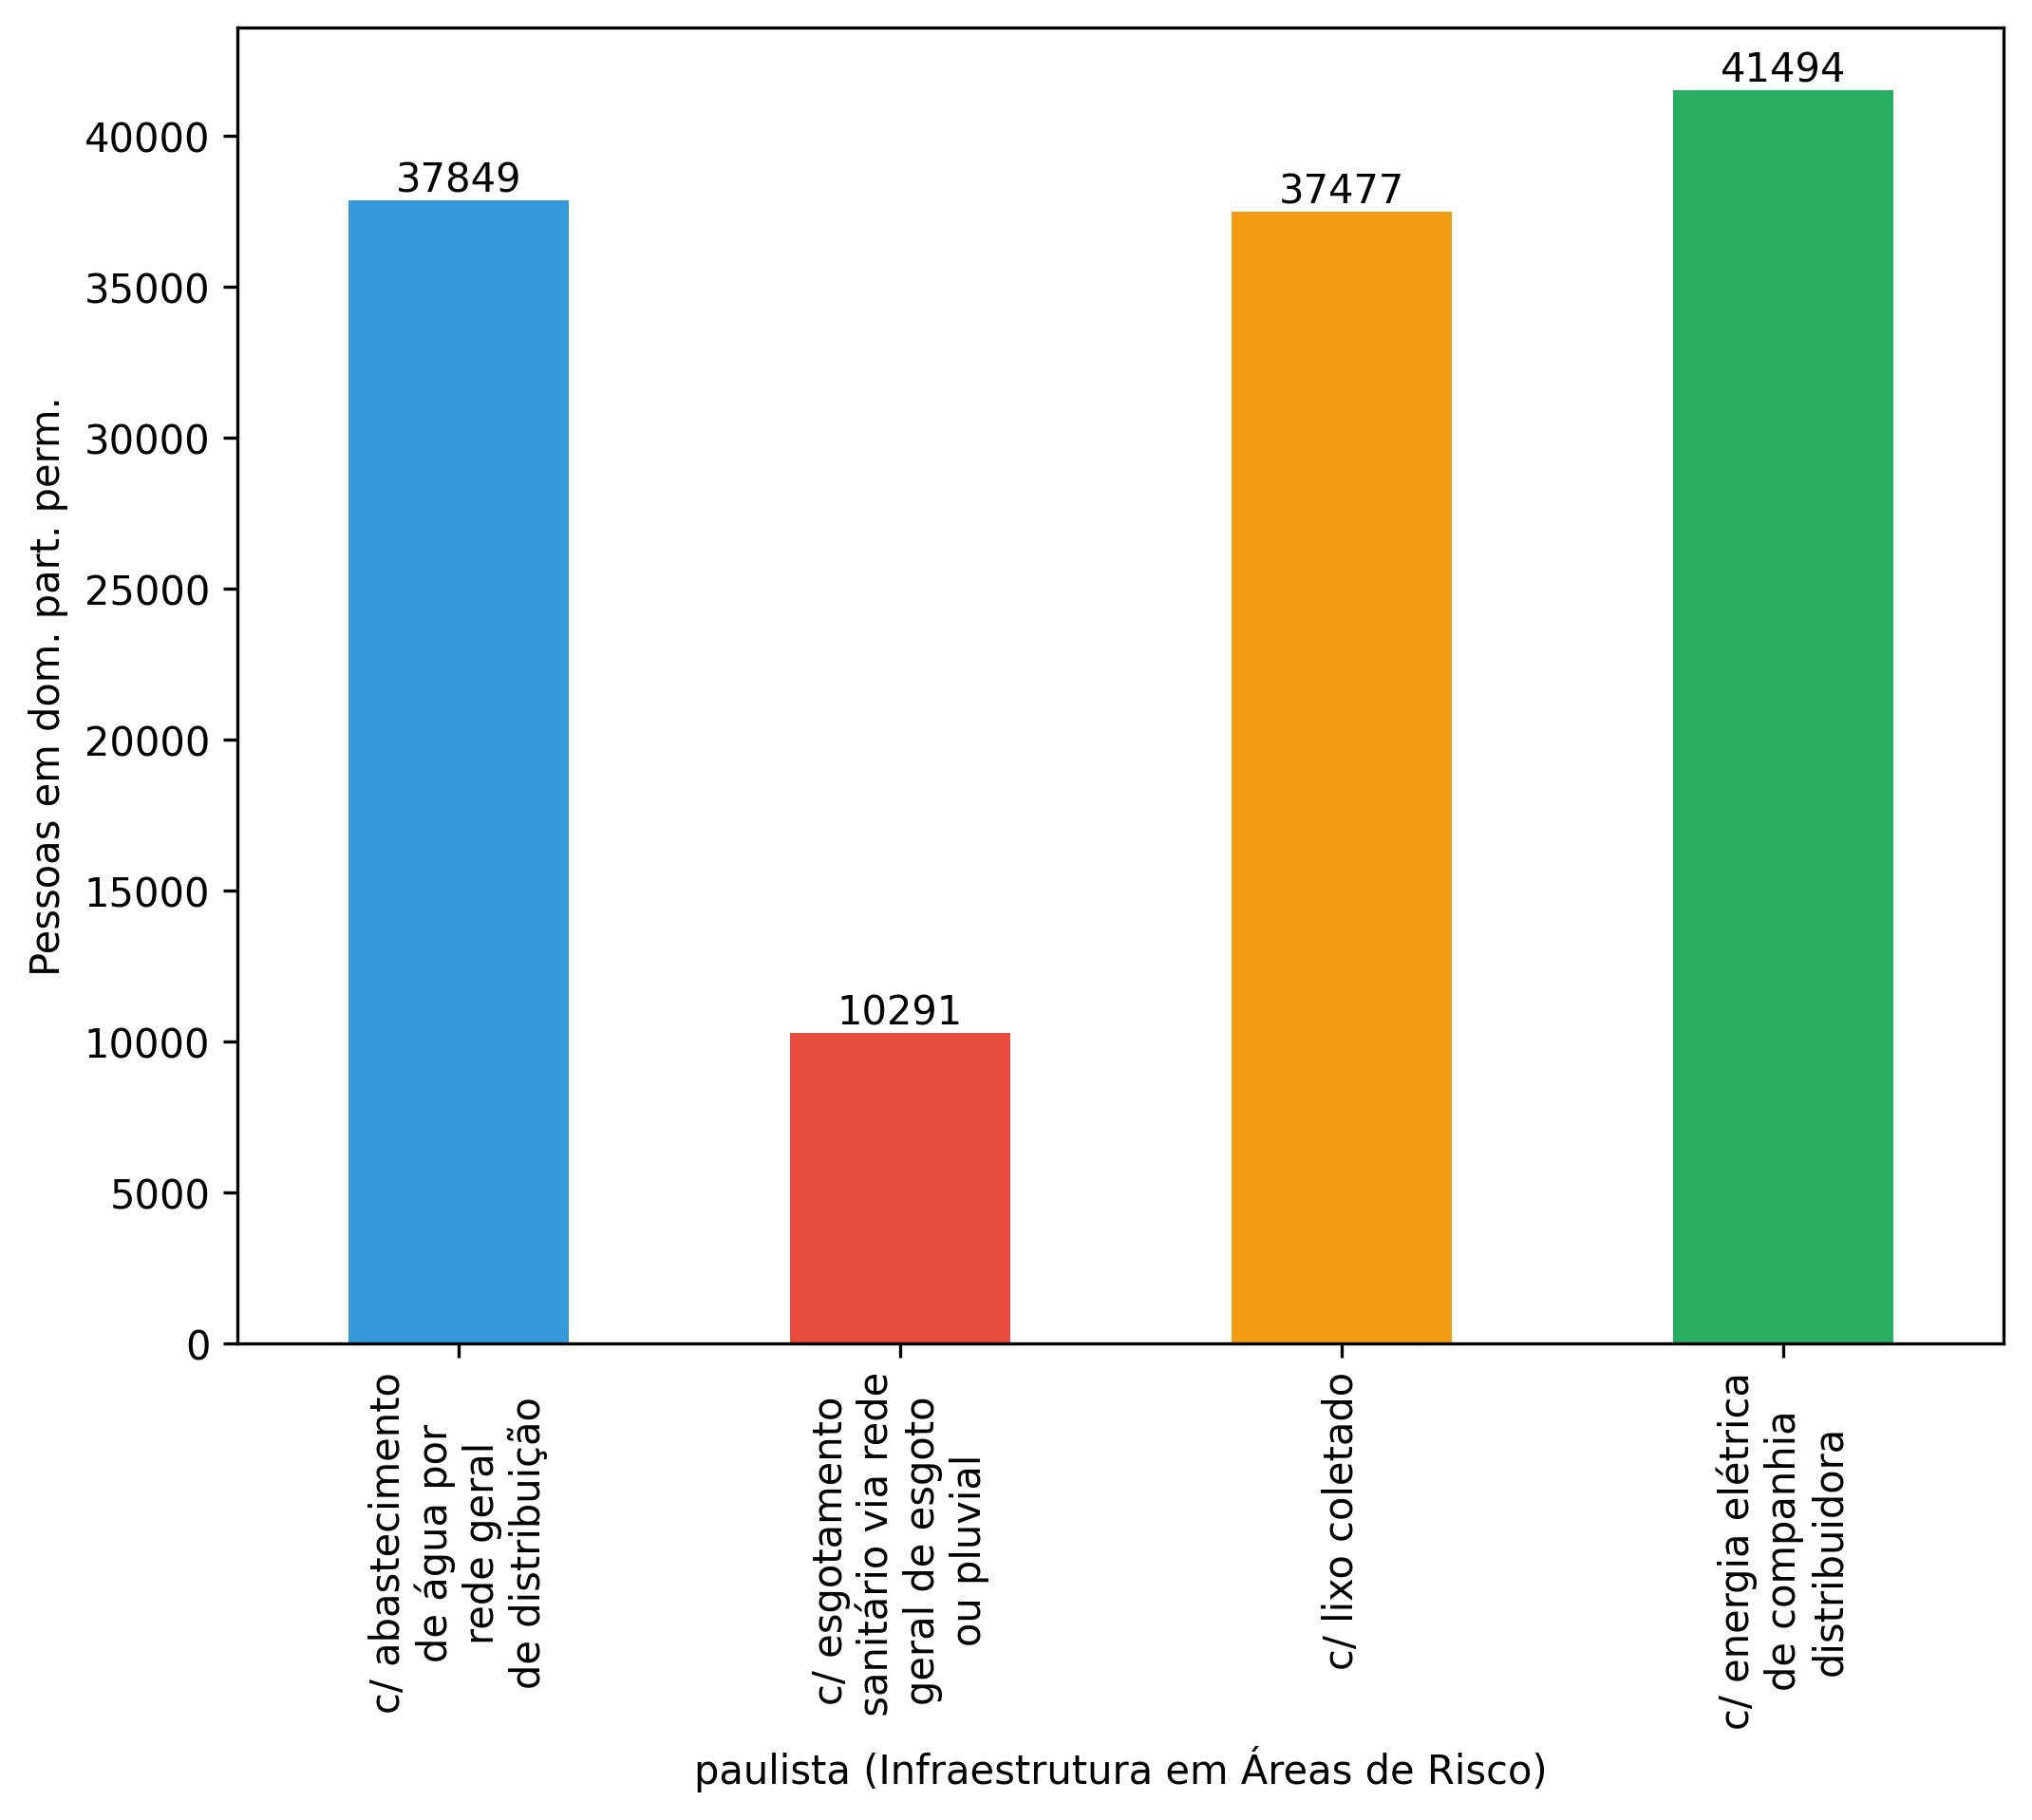 41494
40000
37849
37477
35000
30000
25000
20000
15000
10291
10000
5000
0
Pessoas em dom. part. perm.
c/ abastecimento
de água por
rede geral
de distribuição
c/ esgotamento
sanitário via rede
geral de esgoto
ou pluvial
c/ lixo coletado
c/ energia elétrica
de companhia
distribuidora
paulista (Infraestrutura em Áreas de Risco)